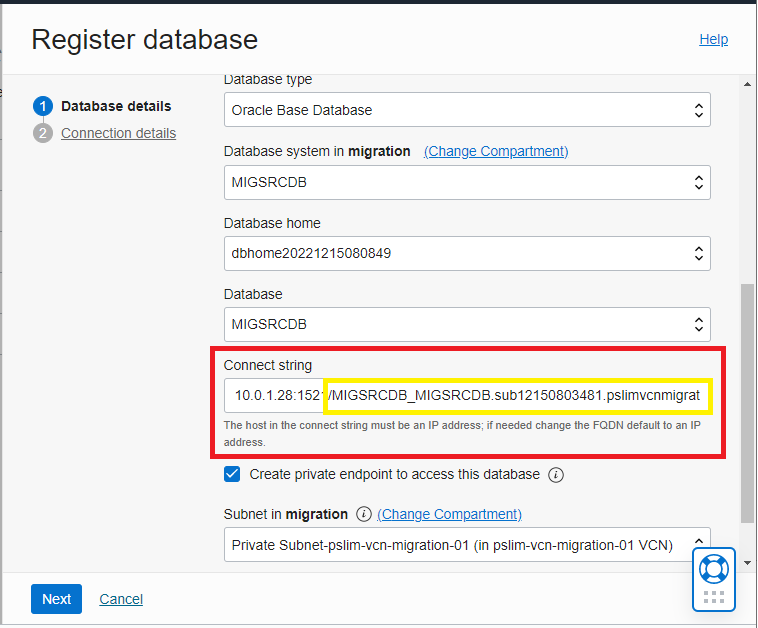 Register database
Help
1 Database details
2 Connection details
Database type
Oracle Base Database
Database system in migration (Change Compartment)
MIGSRCDB
Database home
dbhome20221215080849
Database
MIGSRCDB
Connect string
10.0.1.28:1521/MIGSRCDB_MIGSRCDB.sub12150803481.pslimvcnmigrat
The host in the connect string must be an IP address; if needed change the FQDN default to an IP
address.
Create private endpoint to access this database i
Subnet in migration i (Change Compartment)
Private Subnet-pslim-vcn-migration-01 (in pslim-vcn-migration-01 VCN)
Next
Cancel